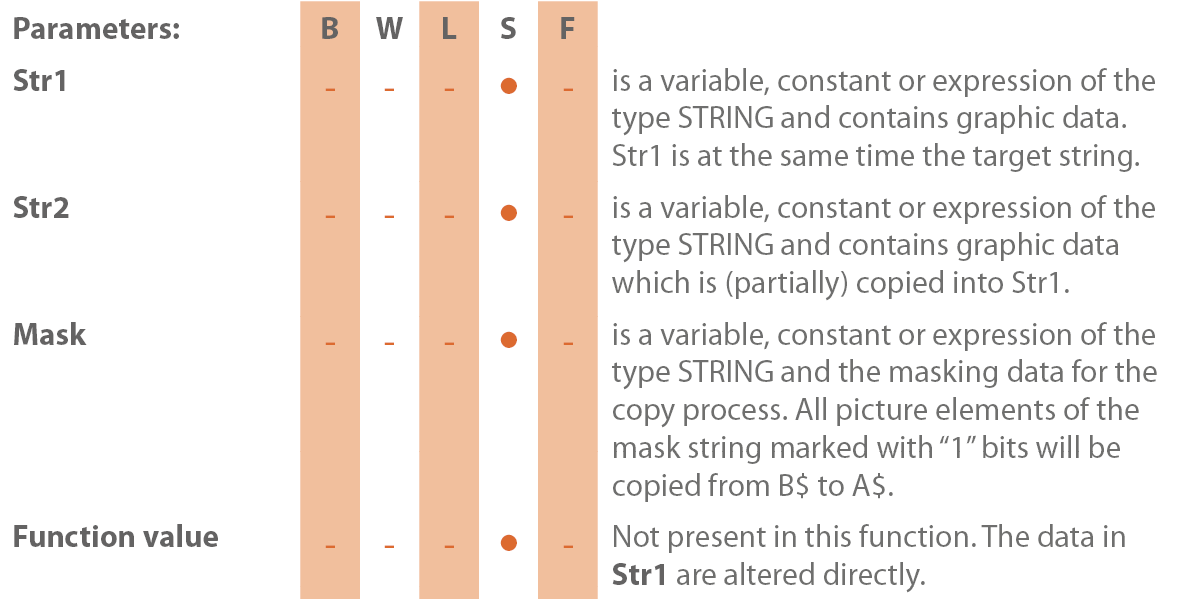 Parameters: B W L S F
Str1 - - - ● - is a variable, constant or expression of the
type STRING and contains graphic data.
Str1 is at the same time the target string.
Str2 - - - ● - is a variable, constant or expression of the
type STRING and contains graphic data
which is (partially) copied into Str1.
Mask - - - ● - is a variable, constant or expression of the
type STRING and the masking data for the
copy process. All picture elements of the
mask string marked with “1” bits will be
copied from B$ to A$.
Function value - - - ● - Not present in this function. The data in
Str1 are altered directly.